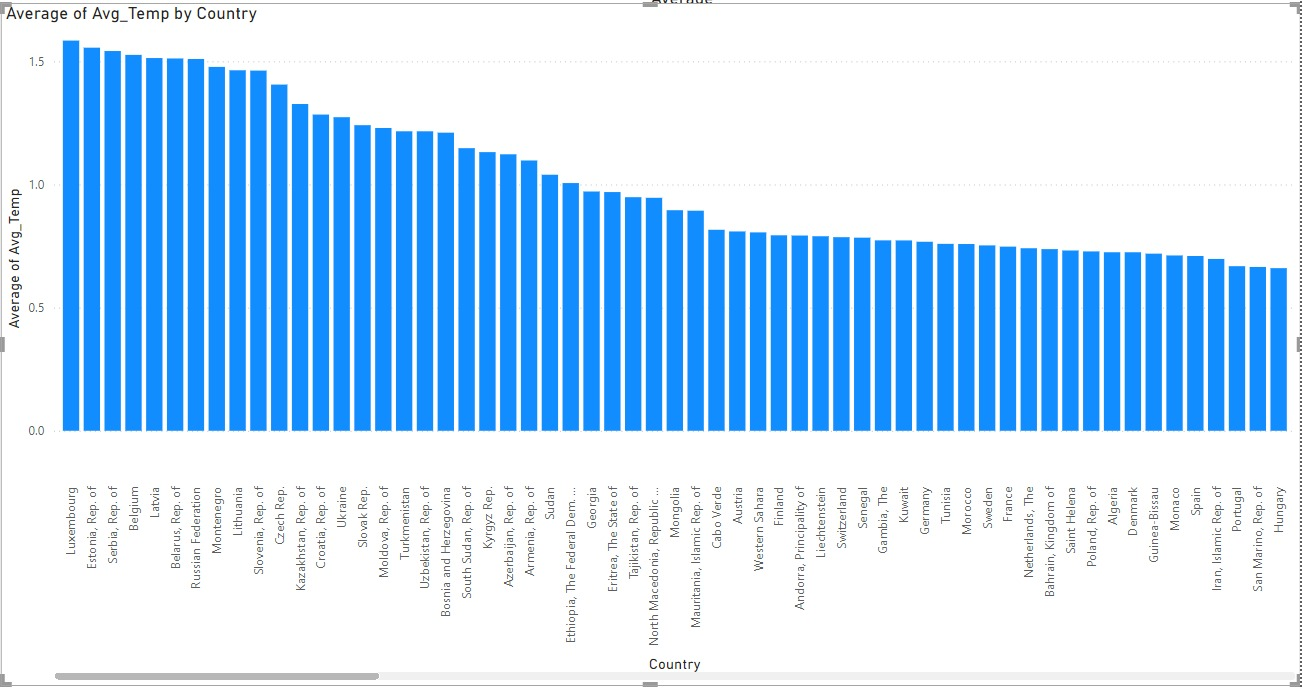 Average
Average of Avg_Temp by Country
Average of Avg_Temp
1.5
1.0
0.5
0.0
Luxembourg
Estonia, Rep. of
Serbia, Rep. of
Belgium
Latvia
Belarus, Rep. of
Russian Federation
Montenegro
Lithuania
Slovenia, Rep. of
Czech Rep.
Kazakhstan, Rep. of
Croatia, Rep. of
Ukraine
Slovak Rep.
Moldova, Rep. of
Turkmenistan
Uzbekistan, Rep. of
Bosnia and Herzegovina
South Sudan, Rep. of
Kyrgyz Rep.
Azerbaijan, Rep. of
Armenia, Rep. of
Sudan
Ethiopia, The Federal Dem. ...
Georgia
Eritrea, The State of
Tajikistan, Rep. of
North Macedonia, Republic ...
Mongolia
Mauritania, Islamic Rep. of
Cabo Verde
Austria
Western Sahara
Finland
Andorra, Principality of
Liechtenstein
Switzerland
Senegal
Gambia, The
Kuwait
Germany
Tunisia
Morocco
Sweden
France
Netherlands, The
Bahrain, Kingdom of
Saint Helena
Poland, Rep. of
Algeria
Denmark
Guinea-Bissau
Monaco
Spain
Iran, Islamic Rep. of
Portugal
San Marino, Rep. of
Hungary
Country